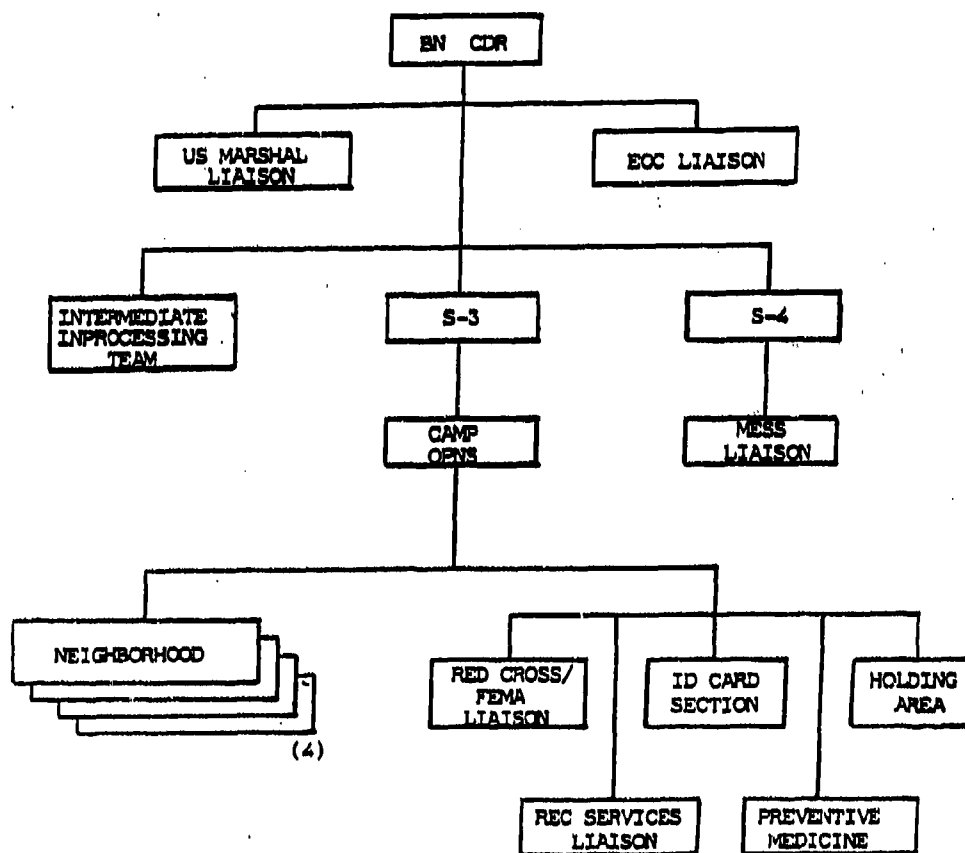 BN CDR
US MARSHAL
LIAISON
EOC LIAISON
INTERMEDIATE
INPROCESSING
TEAM
S-3
S-4
CAMP
OPNS
MESS
LIAISON
NEIGHBORHOOD
(4)
RED CROSS/
FEMA
LIAISON
ID CARD
SECTION
HOLDING
AREA
REC SERVICES
LIAISON
PREVENTIVE
MEDICINE